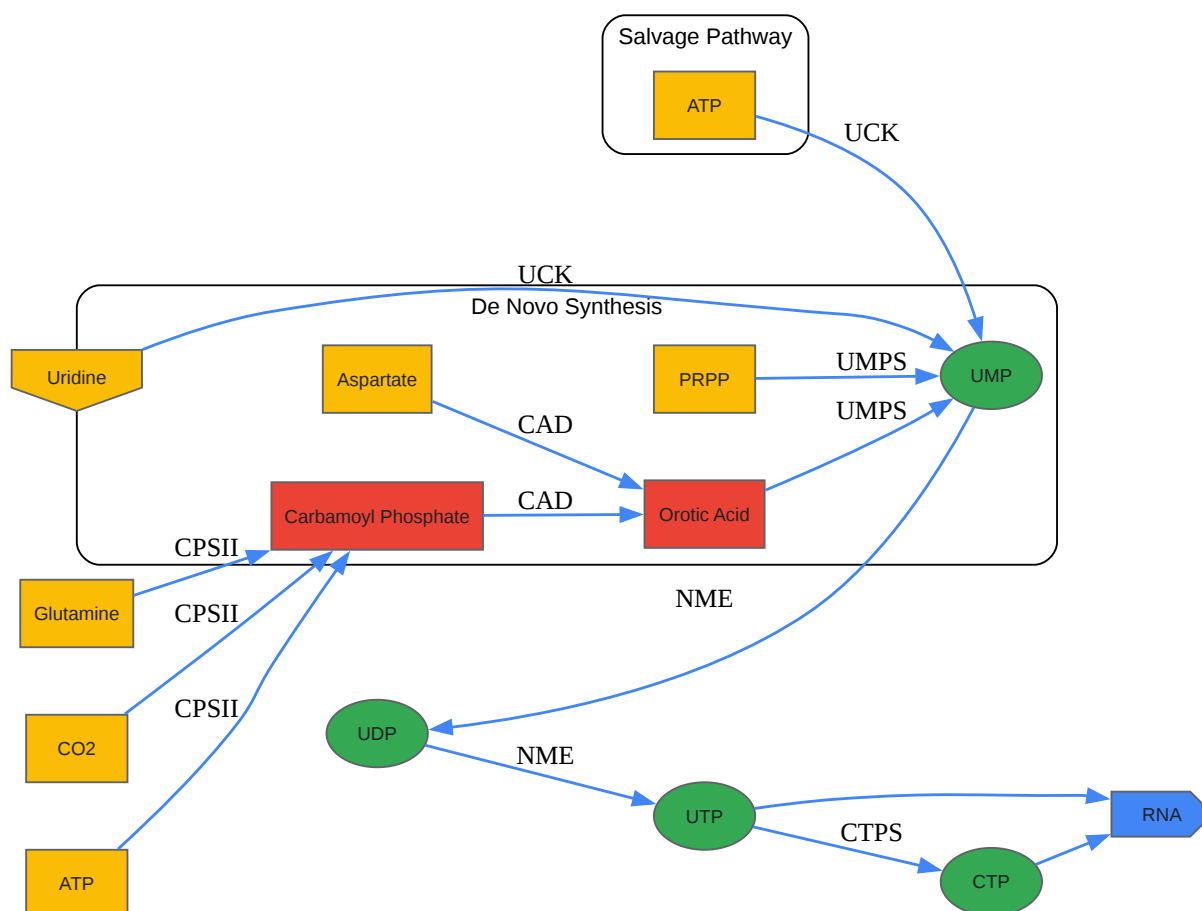 Salvage Pathway
ATP
UCK
UCK
De Novo Synthesis
Uridine
Aspartate
PRPP
UMPS
UMP
UMPS
CAD
Carbamoyl Phosphate
CAD
Orotic Acid
CPSII
Glutamine
CPSII
NME
CPSII
CO2
UDP
NME
UTP
CTPS
RNA
ATP
CTP